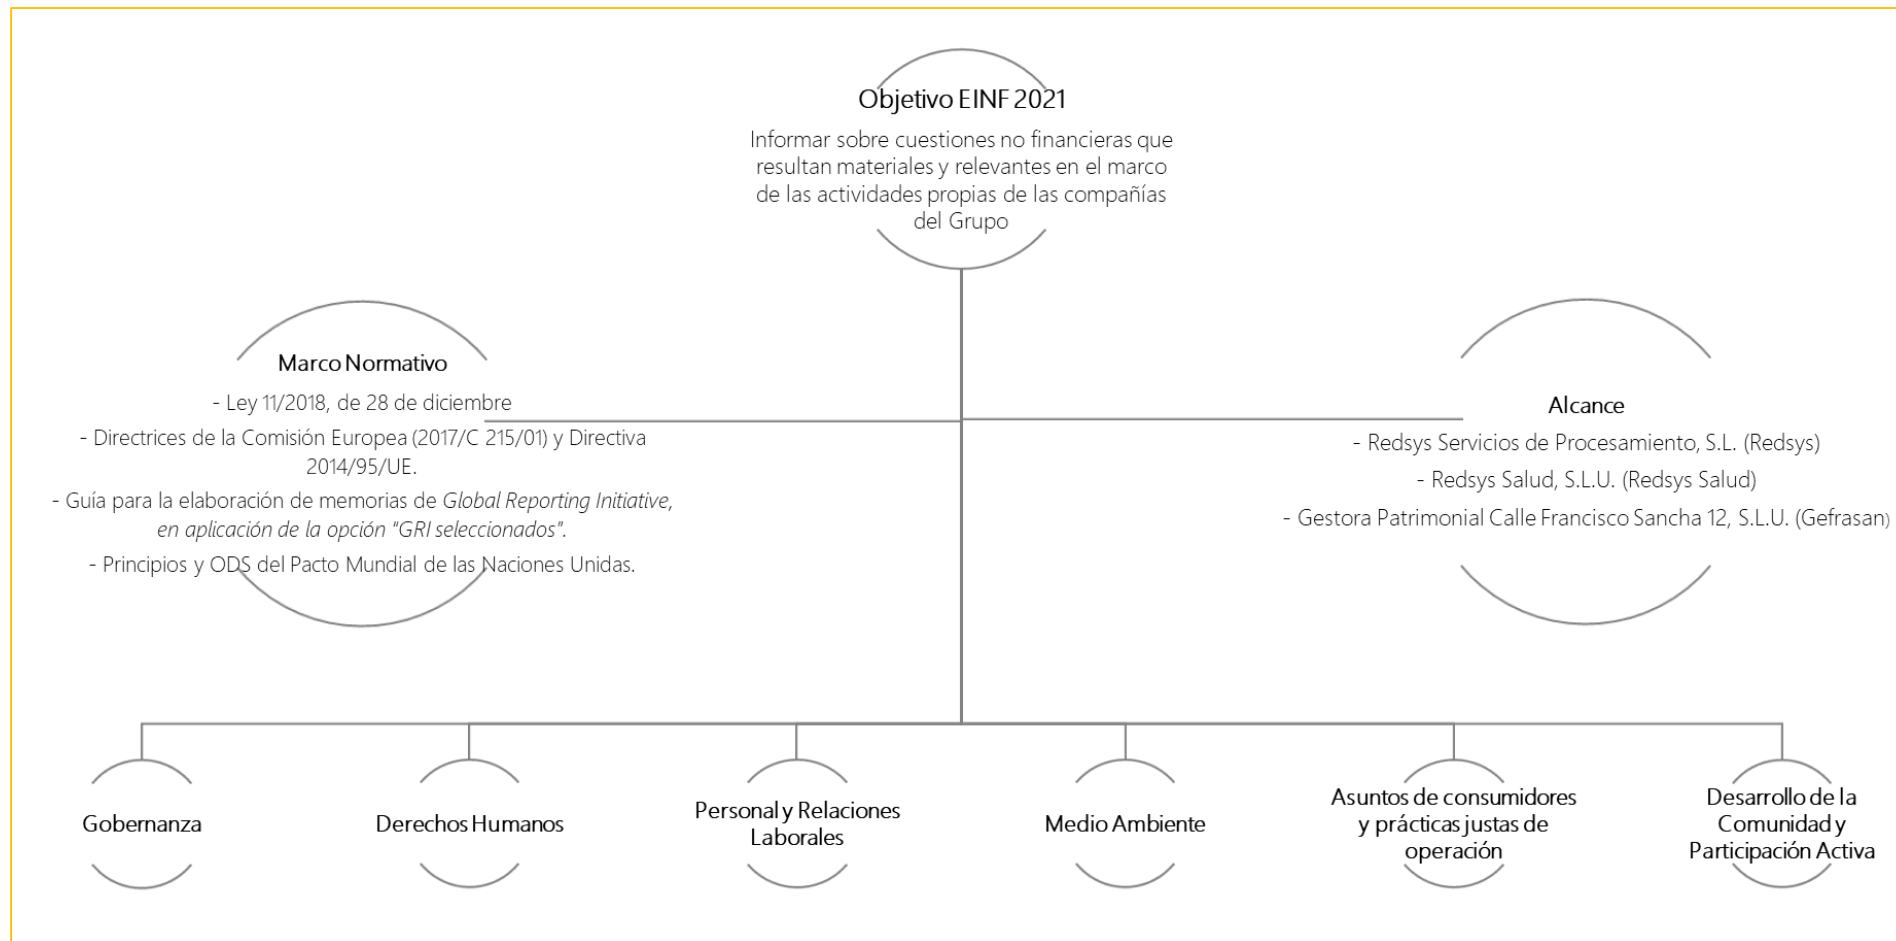 Objetivo EINF 2021
Informar sobre cuestiones no financieras que
resultan materiales y relevantes en el marco
de las actividades propias de las compañías
del Grupo
Marco Normativo
- Ley 11/2018, de 28 de diciembre
- Directrices de la Comisión Europea (2017/C 215/01) y Directiva
2014/95/UE.
- Guía para la elaboración de memorias de Global Reporting Initiative,
en aplicación de la opción "GRI seleccionados".
- Principios y ODS del Pacto Mundial de las Naciones Unidas.
Alcance
- Redsys Servicios de Procesamiento, S.L. (Redsys)
- Redsys Salud, S.L.U. (Redsys Salud)
- Gestora Patrimonial Calle Francisco Sancha 12, S.L.U. (Gefrasan)
Gobernanza
Derechos Humanos
Personal y Relaciones
Laborales
Medio Ambiente
Asuntos de consumidores
y prácticas justas de
operación
Desarrollo de la
Comunidad y
Participación Activa